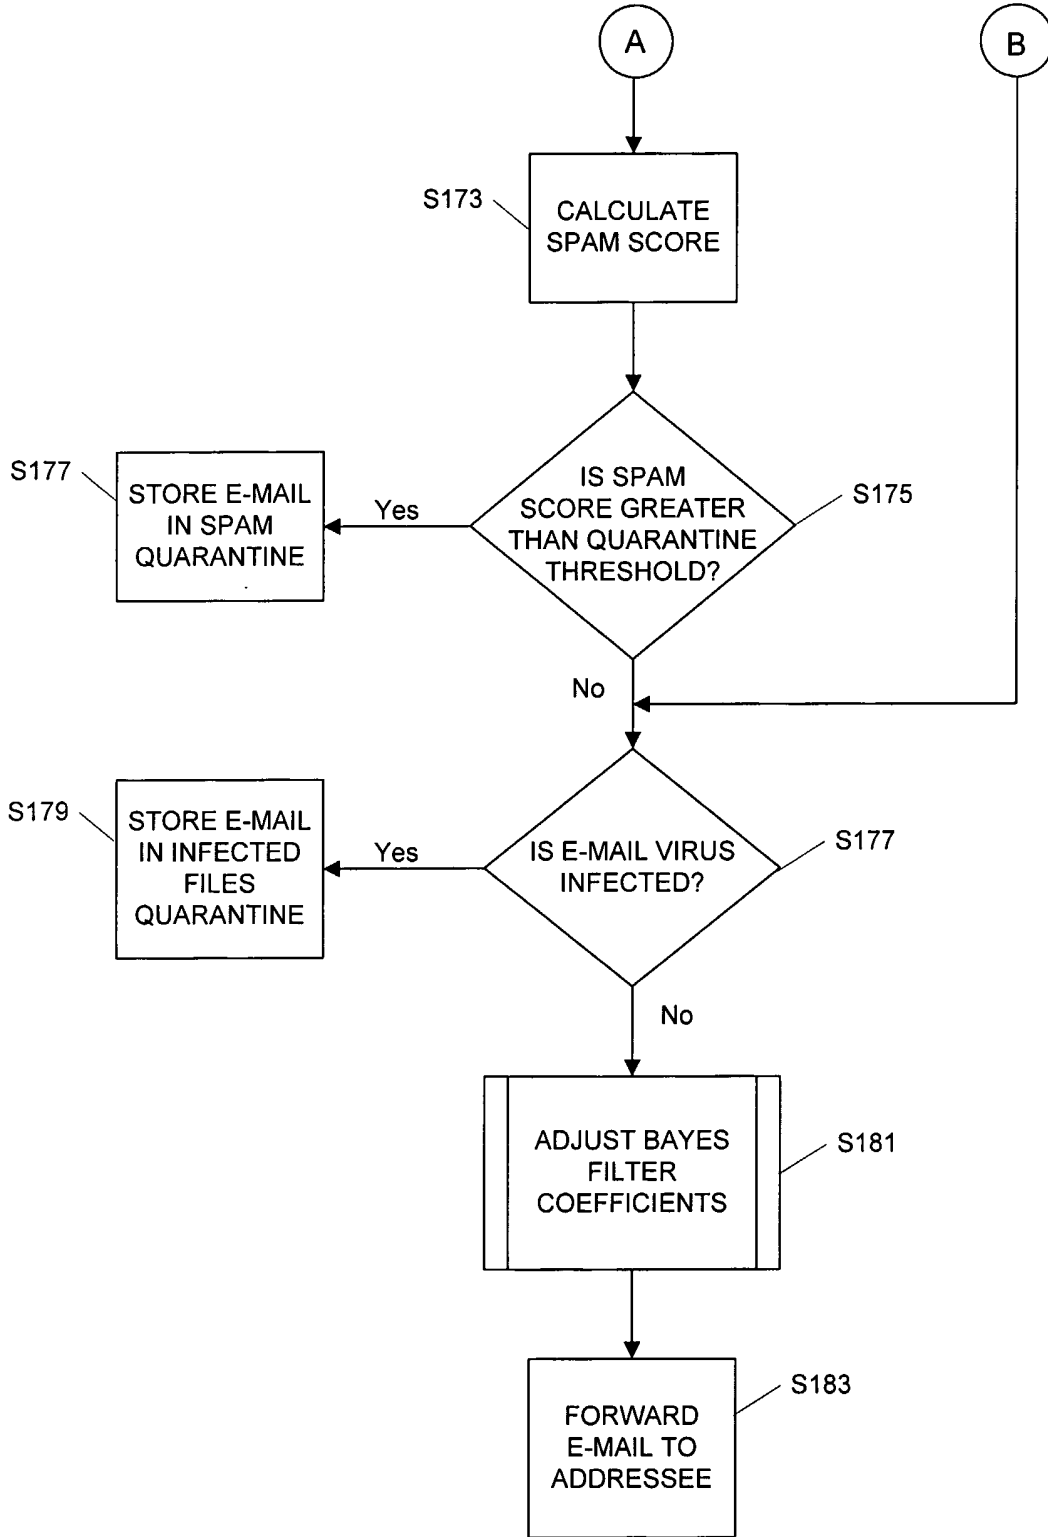 A
B
S173
CALCULATE
SPAM SCORE
S177
STORE E-MAIL
IN SPAM
QUARANTINE
Yes
IS SPAM
SCORE GREATER
THAN QUARANTINE
THRESHOLD?
S175
No
S179
STORE E-MAIL
IN INFECTED
FILES
QUARANTINE
Yes
IS E-MAIL VIRUS
INFECTED?
S177
No
ADJUST BAYES
FILTER
COEFFICIENTS
S181
S183
FORWARD
E-MAIL TO
ADDRESSEE